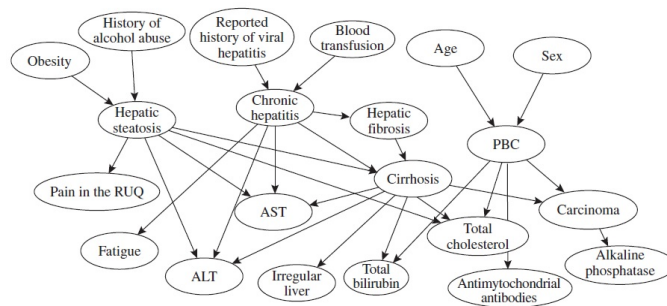 History of
alcohol abuse
Reported
history of viral
hepatitis
Blood
transfusion
Age
Sex
Obesity
Hepatic
steatosis
Chronic
hepatitis
Hepatic
fibrosis
PBC
Pain in the RUQ
AST
Cirrhosis
Carcinoma
Fatigue
ALT
Irregular
liver
Total
bilirubin
Total
cholesterol
Antimytochondrial
antibodies
Alkaline
phosphatase